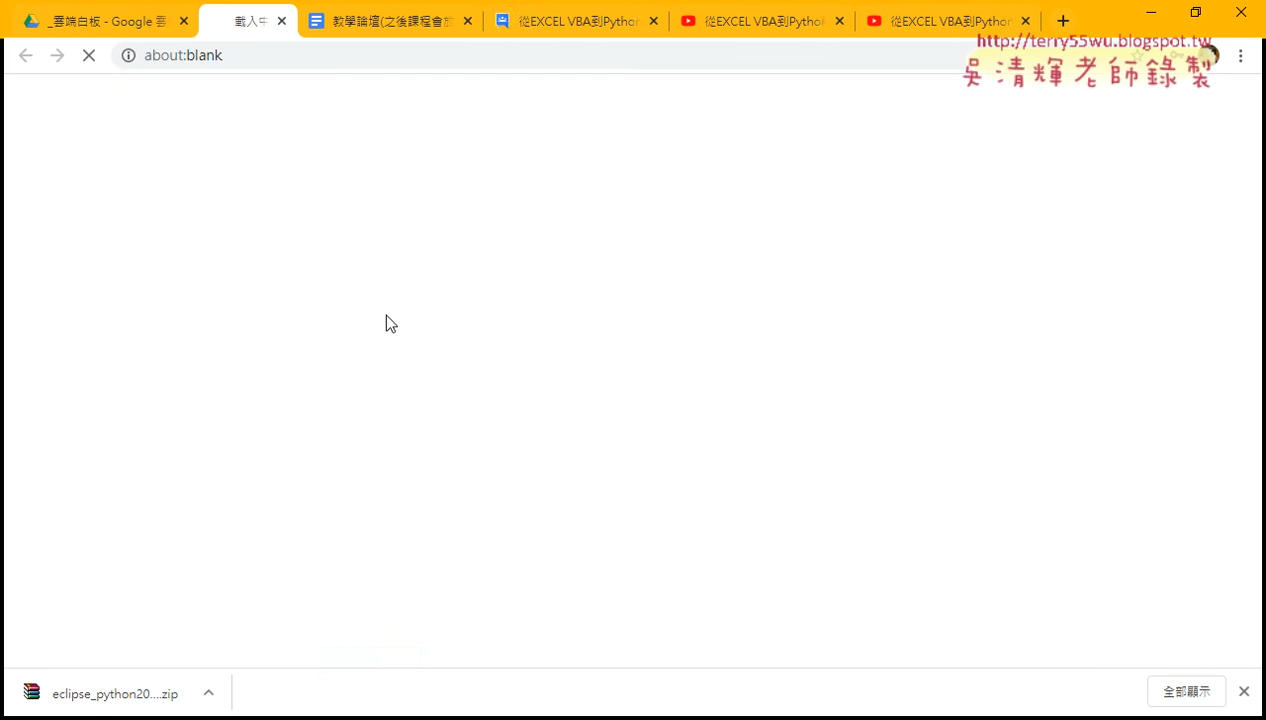 _雲端白板 - Google 雲
載入中
教學論壇(之後課程會放
從EXCEL VBA到Python
從EXCEL VBA到Python
從EXCEL VBA到Python
about:blank
http://terry55wu.blogspot.tw
吳清輝老師錄製
eclipse_python20....zip
全部顯示